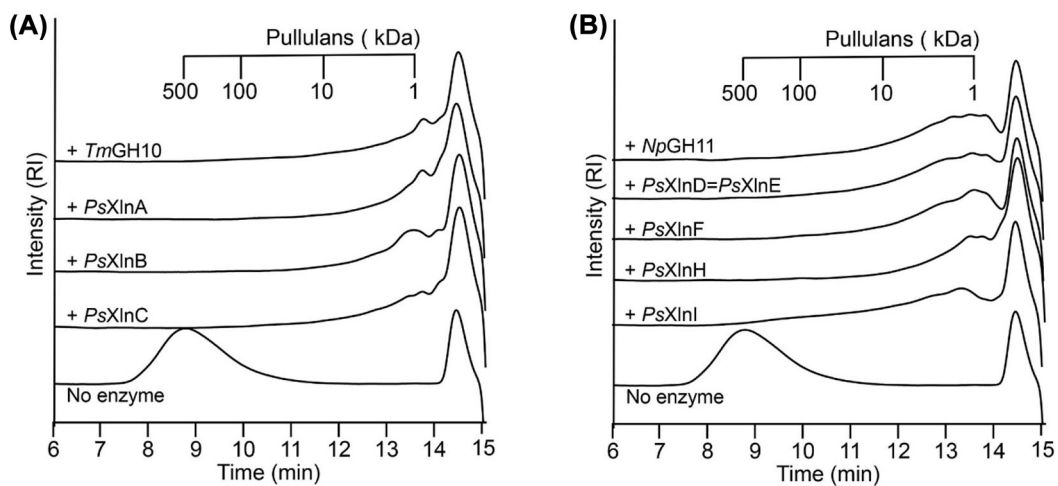 (A)
Pullulans ( kDa)
500 100 10 1
+ TmGH10
+ PsXlnA
+ PsXlnB
+ PsXlnC
No enzyme
Intensity (RI)
6 7 8 9 10 11 12 13 14 15
Time (min)
(B)
Pullulans (kDa)
500 100 10 1
+ NpGH11
+ PsXlnD=PsXlnE
+ PsXlnF
+ PsXlnH
+ PsXlnI
No enzyme
Intensity (RI)
6 7 8 9 10 11 12 13 14 15
Time (min)